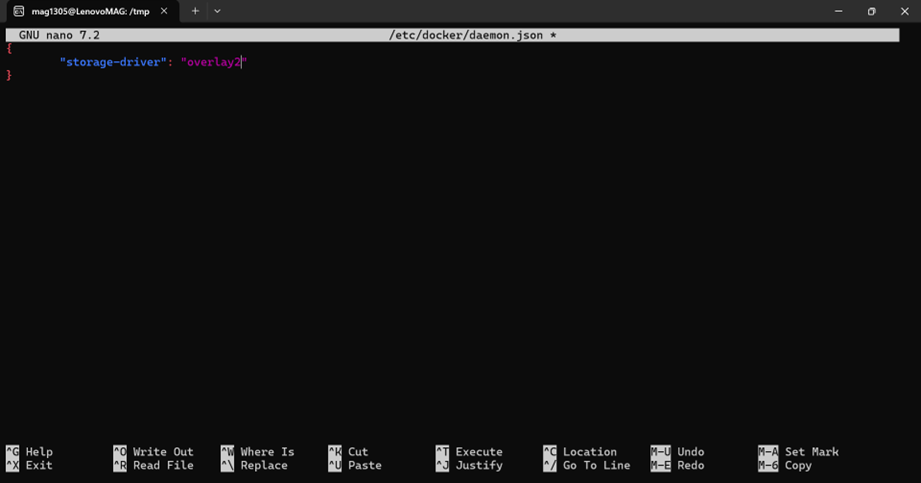 mag1305@LenovoMAG: /tmp
GNU nano 7.2 /etc/docker/daemon.json *
{
"storage-driver": "overlay2"
}
^G Help ^O Write Out ^W Where Is ^K Cut ^T Execute ^C Location M-U Undo M-A Set Mark
^X Exit ^R Read File ^\ Replace ^U Paste ^J Justify ^/ Go To Line M-E Redo M-6 Copy